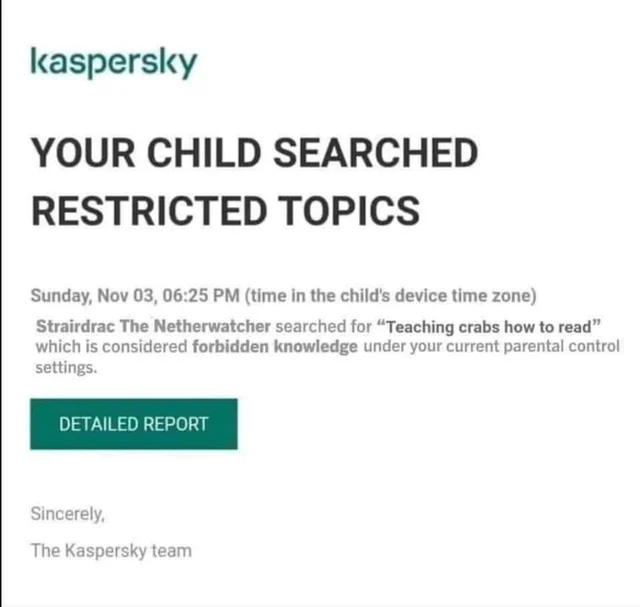 kaspersky
YOUR CHILD SEARCHED
RESTRICTED TOPICS
Sunday, Nov 03, 06:25 PM (time in the child's device time zone)
Strairdrac The Netherwatcher searched for “Teaching crabs how to read”
which is considered forbidden knowledge under your current parental control
settings.
DETAILED REPORT
Sincerely,
The Kaspersky team